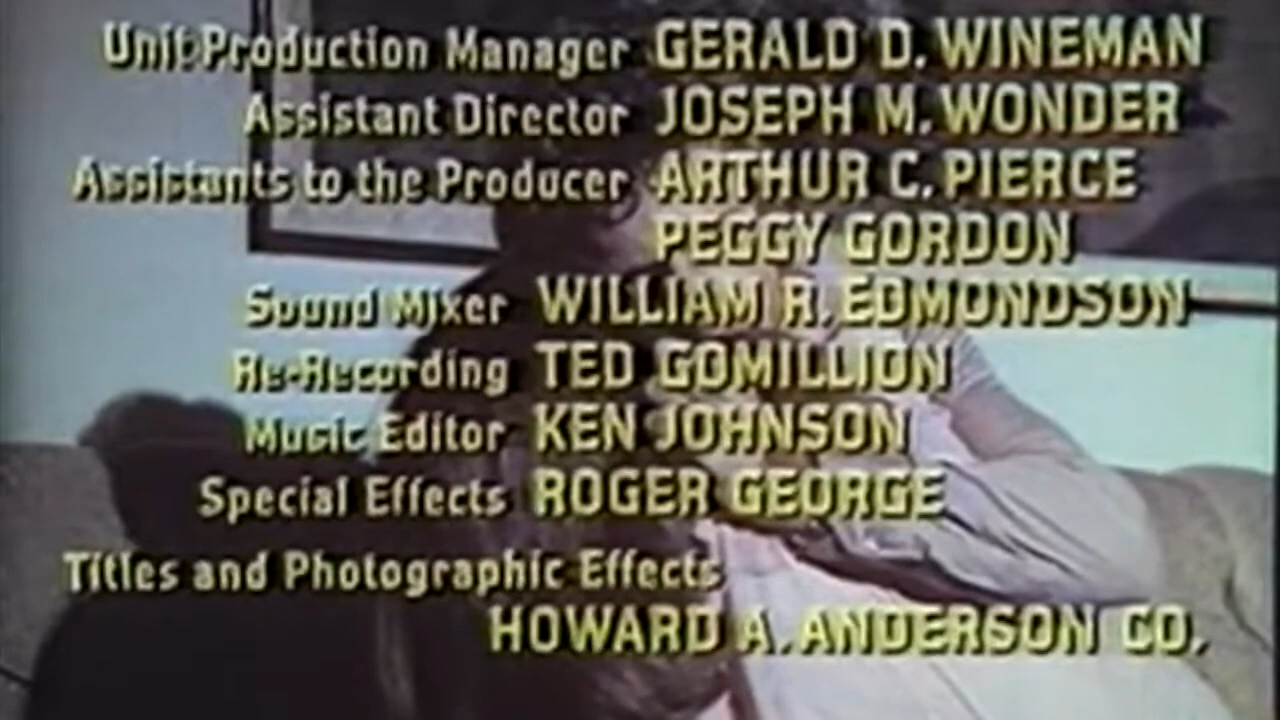 Unit Production Manager GERALD D. WINEMAN
Assistant Director JOSEPH M. WONDER
Assistants to the Producer ARTHUR C. PIERCE
PEGGY GORDON
Sound Mixer WILLIAM R. EDMONDSON
Re-Recording TED GOMILLION
Music Editor KEN JOHNSON
Special Effects ROGER GEORGE
Titles and Photographic Effects
HOWARD A. ANDERSON CO.